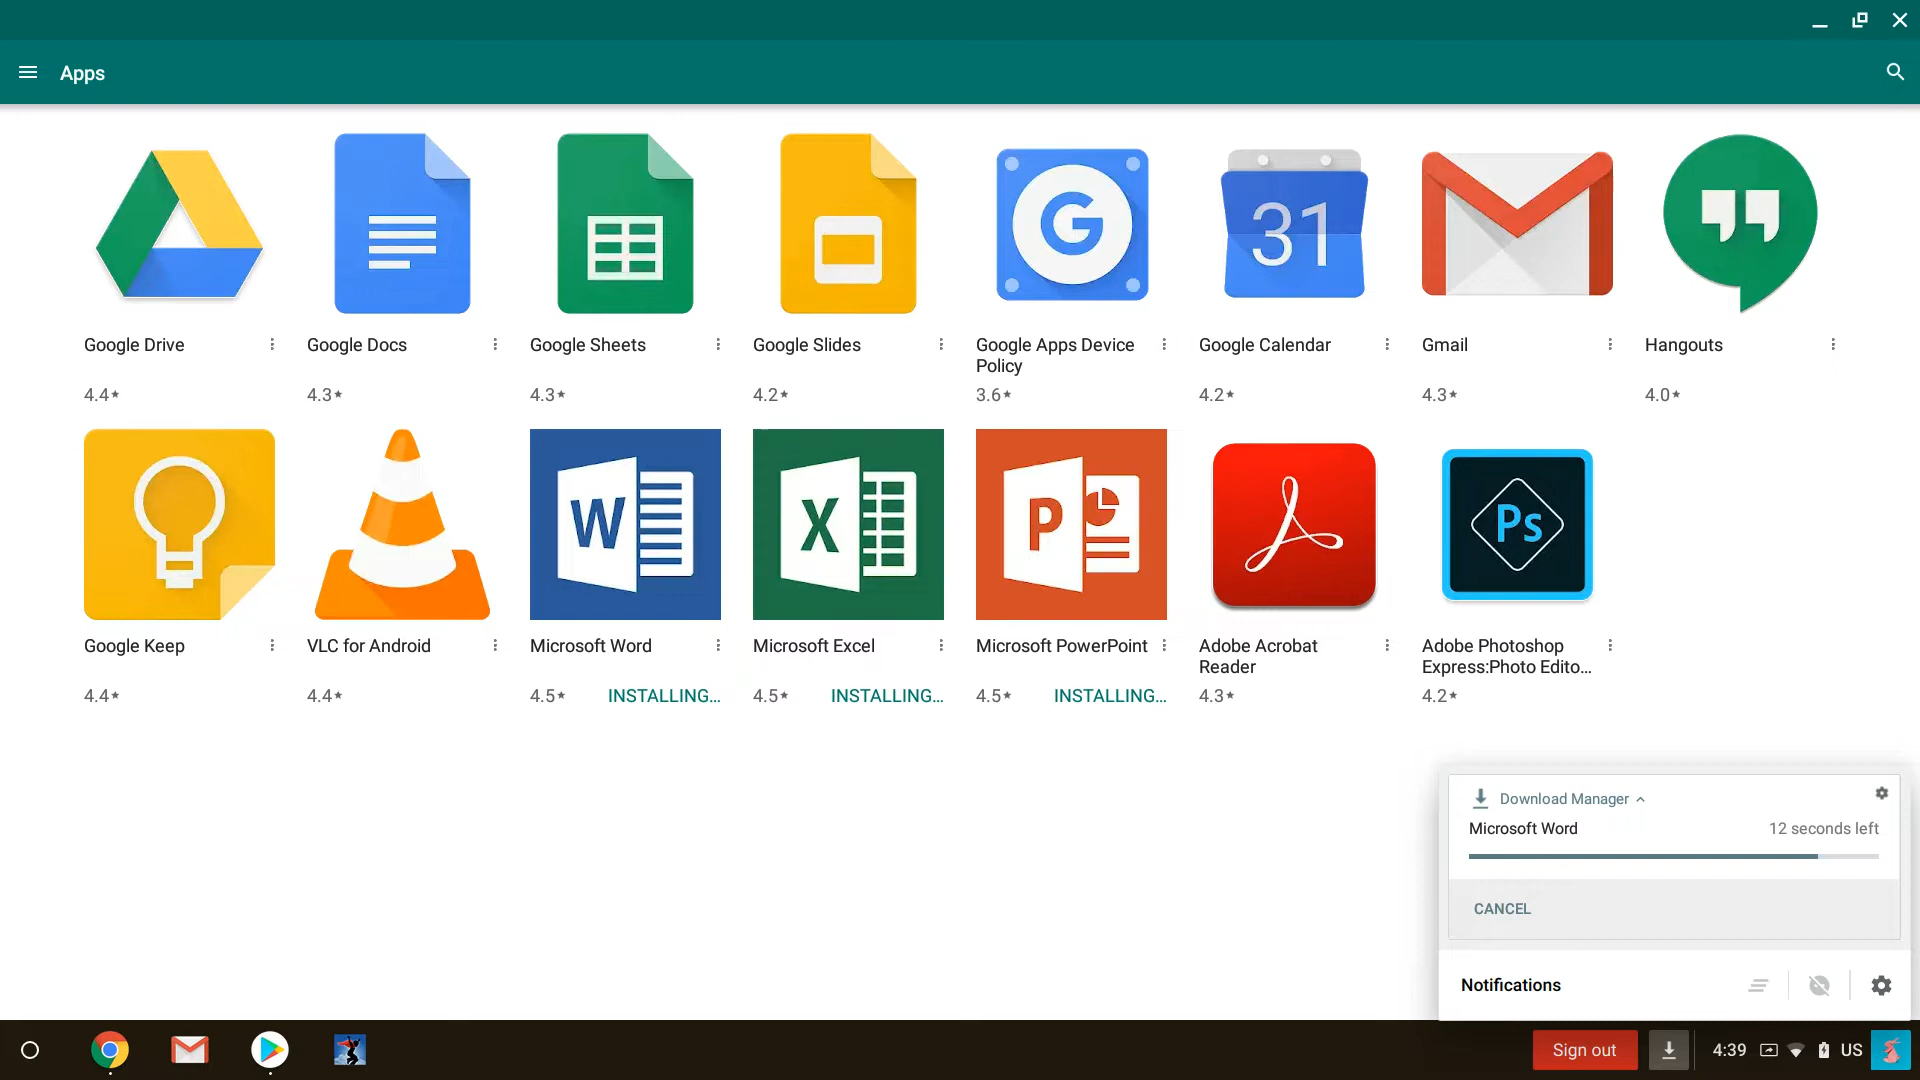 Apps
31
Google Drive
Google Docs
Google Sheets
Google Slides
Google Apps Device
Policy
Google Calendar
Gmail
Hangouts
4.4★
4.3★
4.3★
4.2★
3.6★
4.2★
4.3★
4.0★
W
X
P
Ps
Google Keep
VLC for Android
Microsoft Word
Microsoft Excel
Microsoft PowerPoint
Adobe Acrobat
Reader
Adobe Photoshop
Express:Photo Edito...
4.4★
4.4★
4.5★ INSTALLING...
4.5★ INSTALLING...
4.5★ INSTALLING...
4.3★
4.2★
Download Manager
Microsoft Word 12 seconds left
CANCEL
Notifications
Sign out 4:39 US